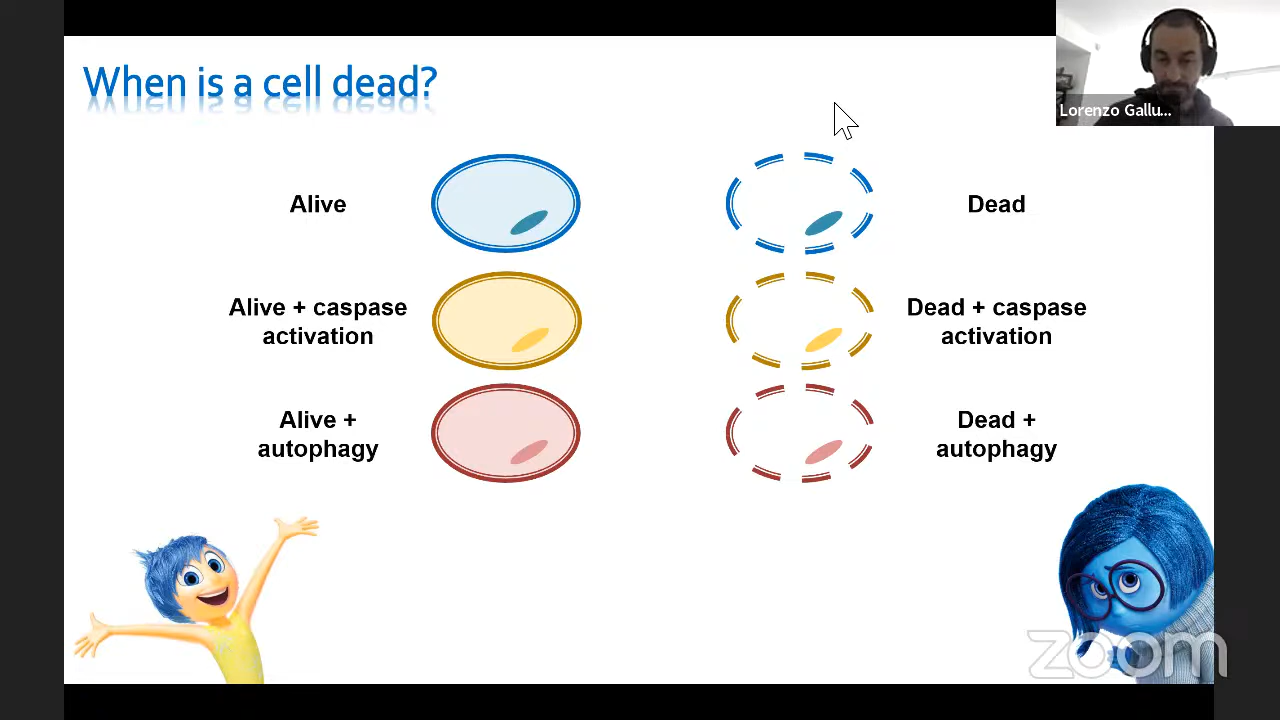 When is a cell dead?
Lorenzo Gallu...
Alive
Dead
Alive + caspase
activation
Dead + caspase
activation
Alive +
autophagy
Dead +
autophagy
zoom